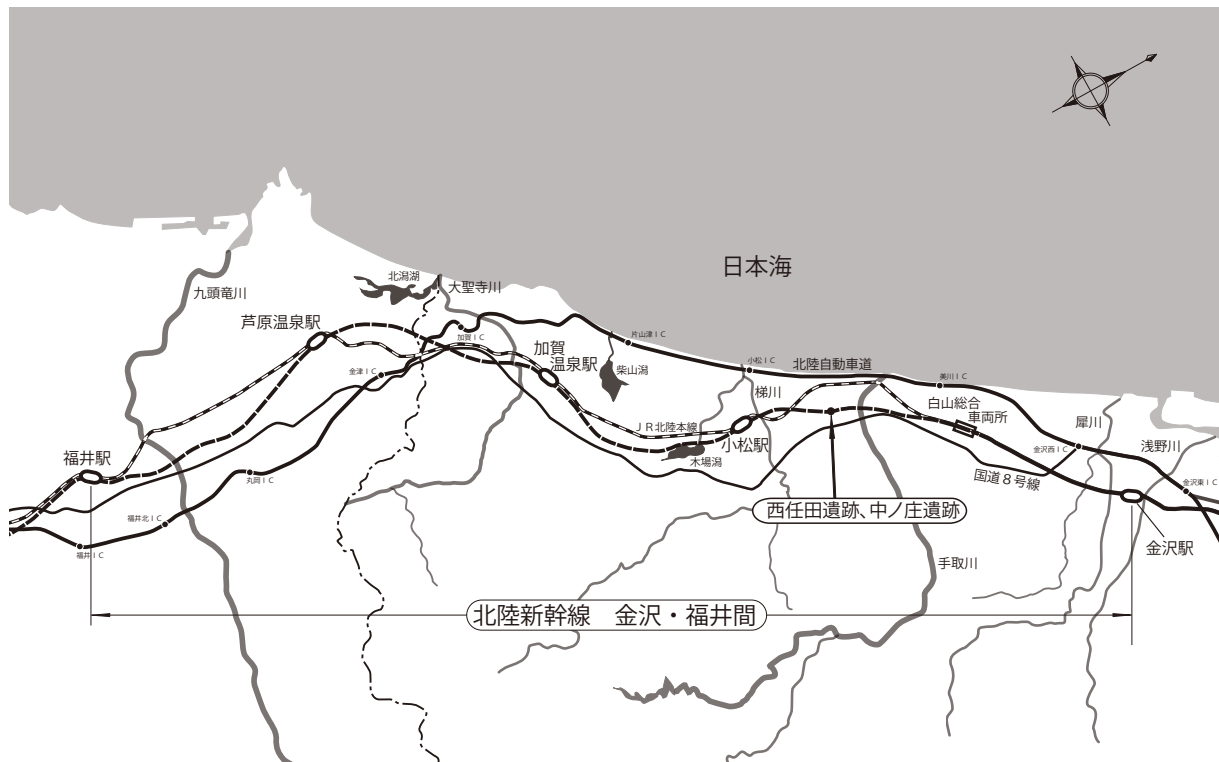 日本海
北潟湖
大聖寺川
九頭竜川
芦原温泉駅
加賀ＩＣ
加賀
温泉駅
片山津ＩＣ
小松ＩＣ
北陸自動車道
金津ＩＣ
柴山潟
梯川
美川ＩＣ
白山総合
車両所
犀川
ＪＲ北陸本線
小松駅
浅野川
金沢西ＩＣ
福井駅
木場潟
国道８号線
丸岡ＩＣ
金沢東ＩＣ
西任田遺跡、中ノ庄遺跡
福井北ＩＣ
福井ＩＣ
金沢駅
手取川
北陸新幹線　金沢・福井間